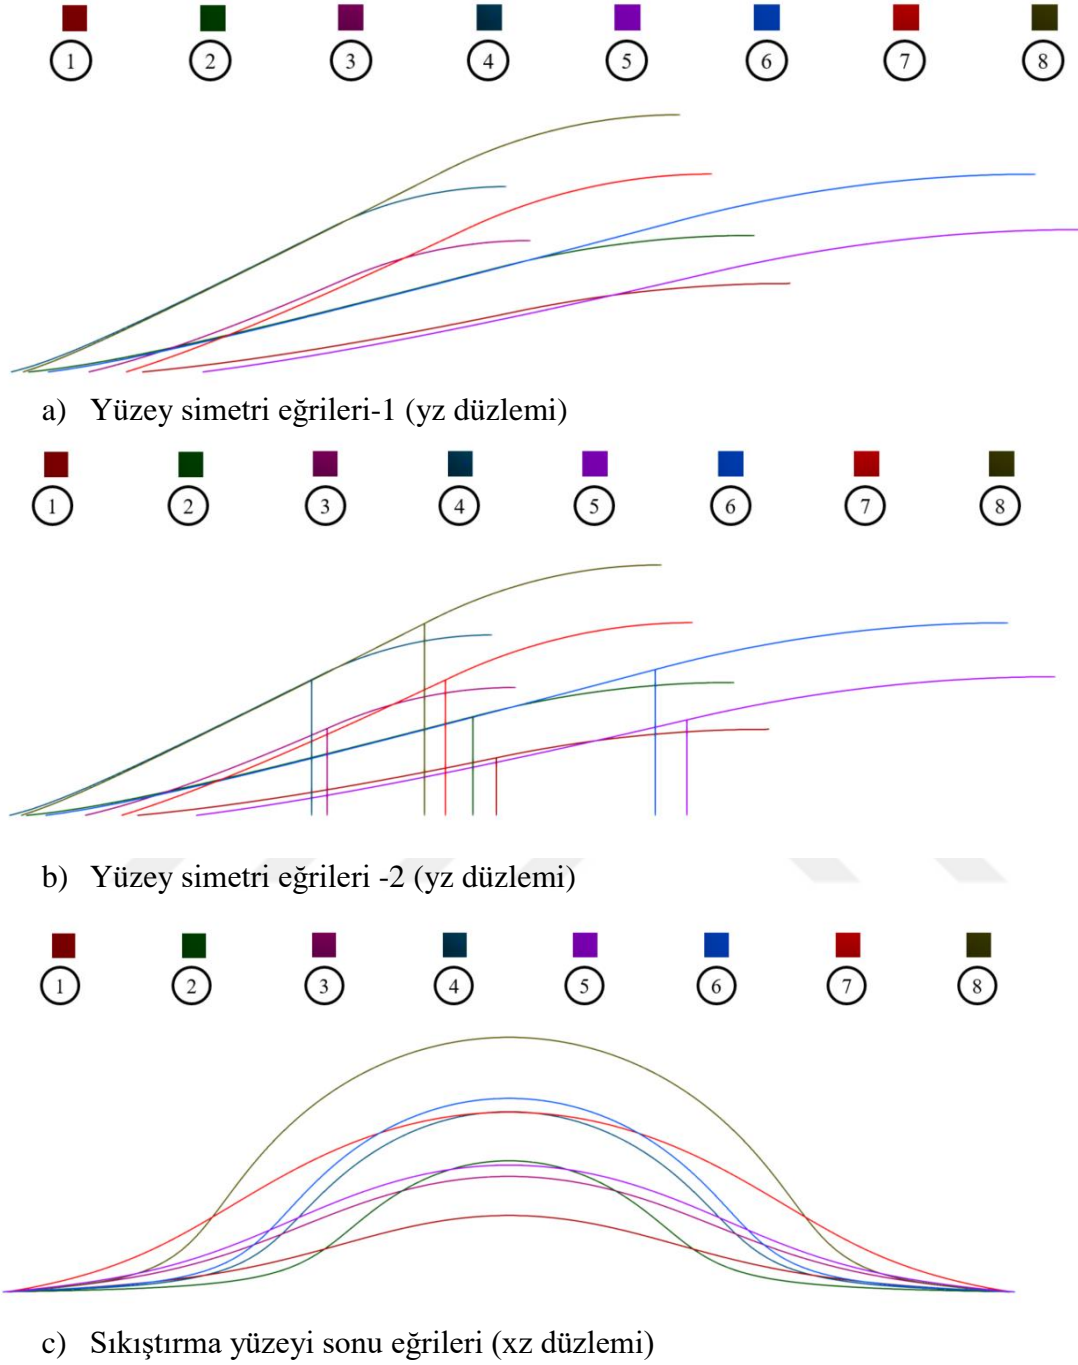 1 2 3 4 5 6 7 8
a) Yüzey simetri eğrileri-1 (yz düzlemi)
1 2 3 4 5 6 7 8
b) Yüzey simetri eğrileri -2 (yz düzlemi)
1 2 3 4 5 6 7 8
c) Sıkıştırma yüzeyi sonu eğrileri (xz düzlemi)